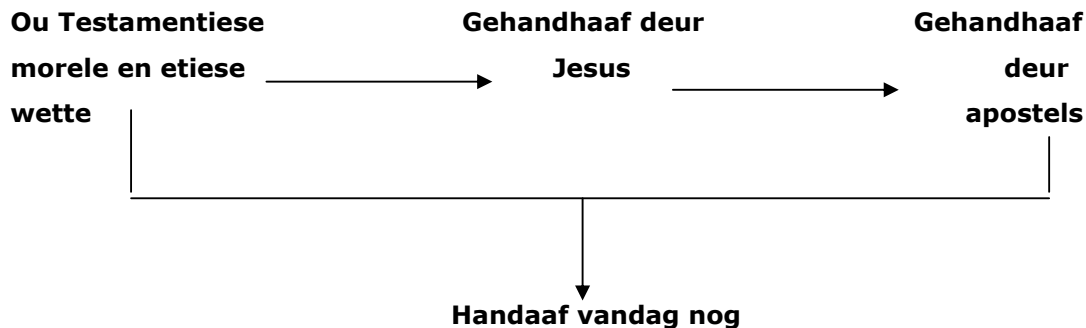 Ou Testamentiese
morele en etiese
wette
Gehandhaaf deur
Jesus
Gehandhaaf
deur
apostels
Handaaf vandag nog